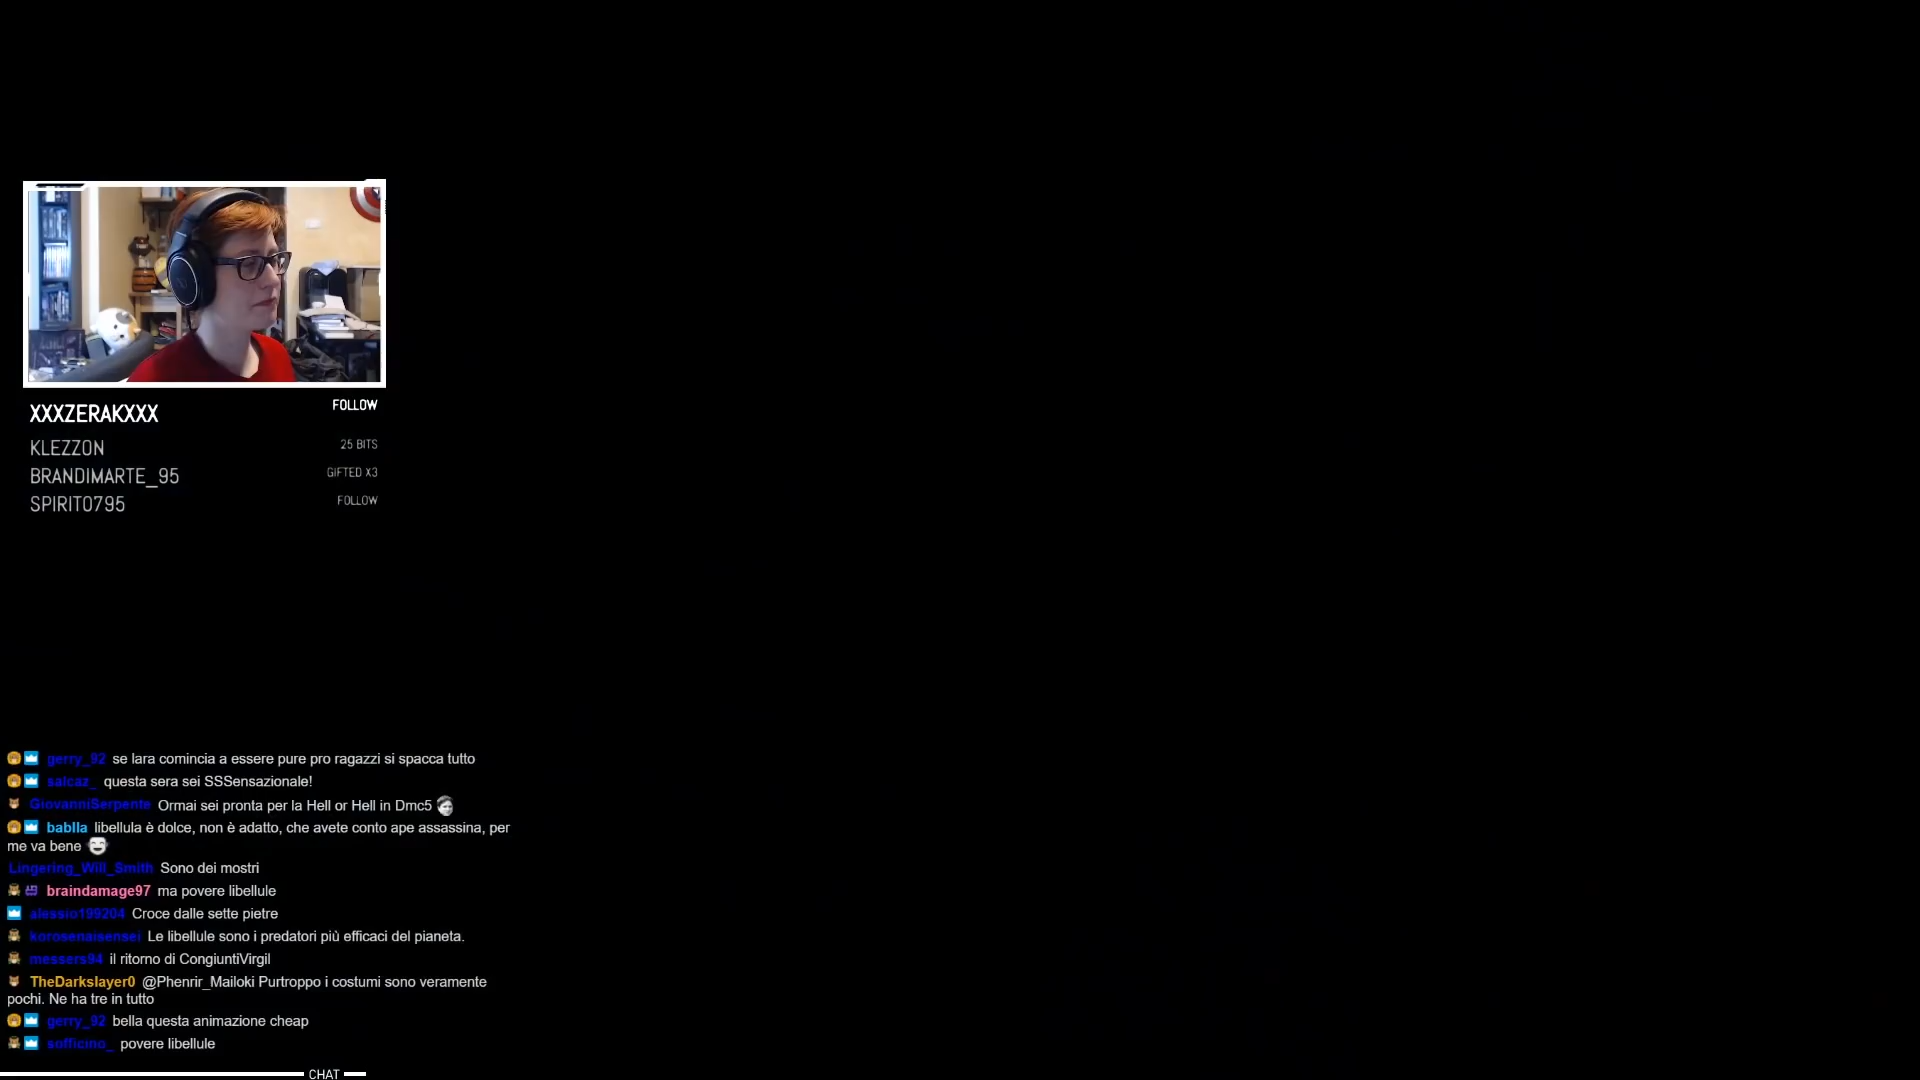 XXXZERAKXXX FOLLOW
KLEZZON 25 BITS
BRANDIMARTE_95 GIFTED X3
SPIRITO795 FOLLOW
gerry_92 se lara comincia a essere pure pro ragazzi si spacca tutto
salcaz_ questa sera sei SSSensazionale!
GiovanniSerpente Ormai sei pronta per la Hell or Hell in Dmc5
bablla libellula è dolce, non è adatto, che avete conto ape assassina, per
me va bene
Lingering_Will_Smith Sono dei mostri
braindamage97 ma povere libellule
alessio199204 Croce dalle sette pietre
korosenaisensei Le libellule sono i predatori più efficaci del pianeta.
messers94 il ritorno di CongiuntiVirgil
TheDarkslayer0 @Phenrir_Mailoki Purtroppo i costumi sono veramente
pochi. Ne ha tre in tutto
gerry_92 bella questa animazione cheap
sofficino_ povere libellule
CHAT